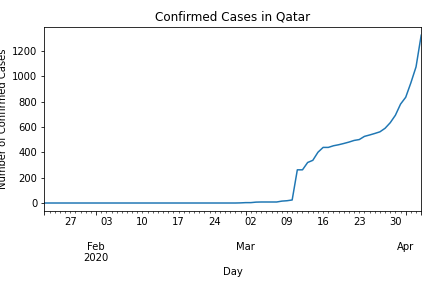 Confirmed Cases in Qatar
Number of Confirmed Cases
1200
1000
800
600
400
200
0
27 03 10 17 24 02 09 16 23 30
Feb Mar Apr
2020
Day